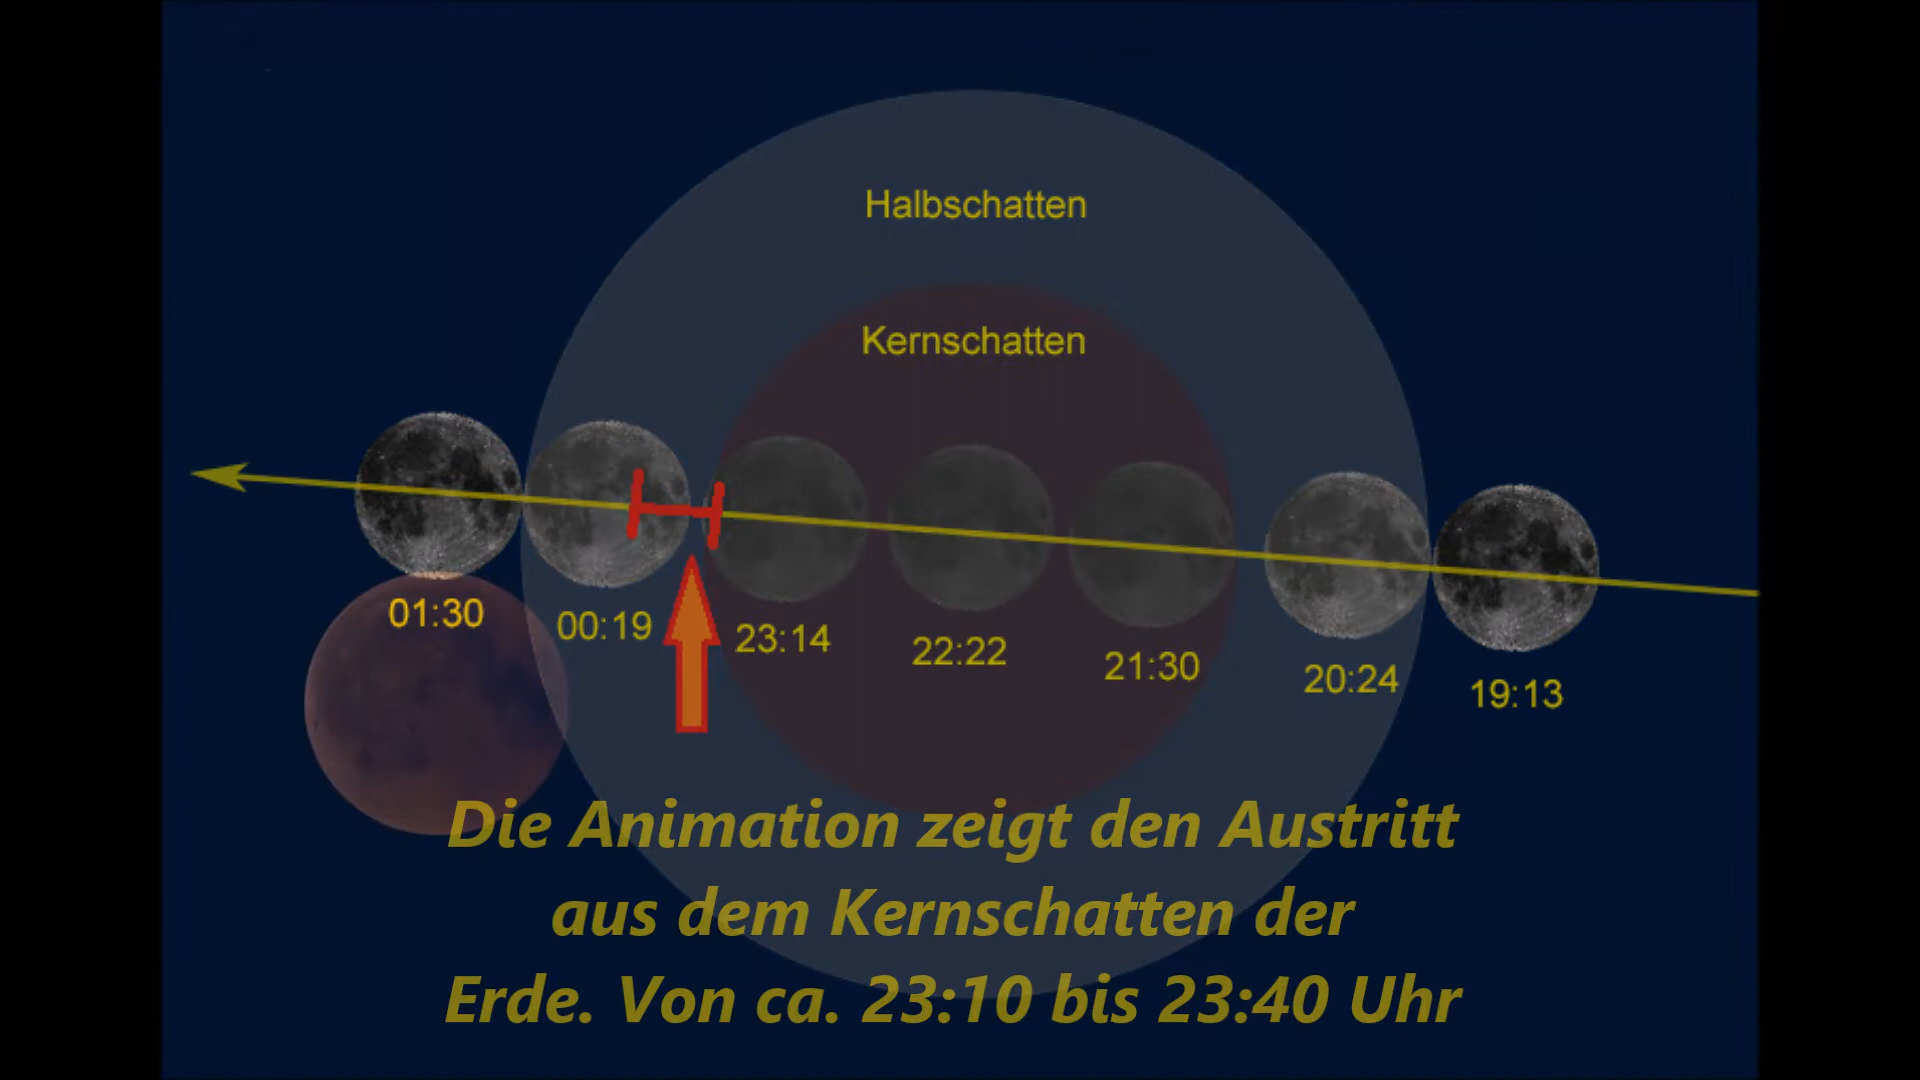 Halbschatten
Kernschatten
01:30
00:19
23:14
22:22
21:30
20:24
19:13
Die Animation zeigt den Austritt
aus dem Kernschatten der
Erde. Von ca. 23:10 bis 23:40 Uhr